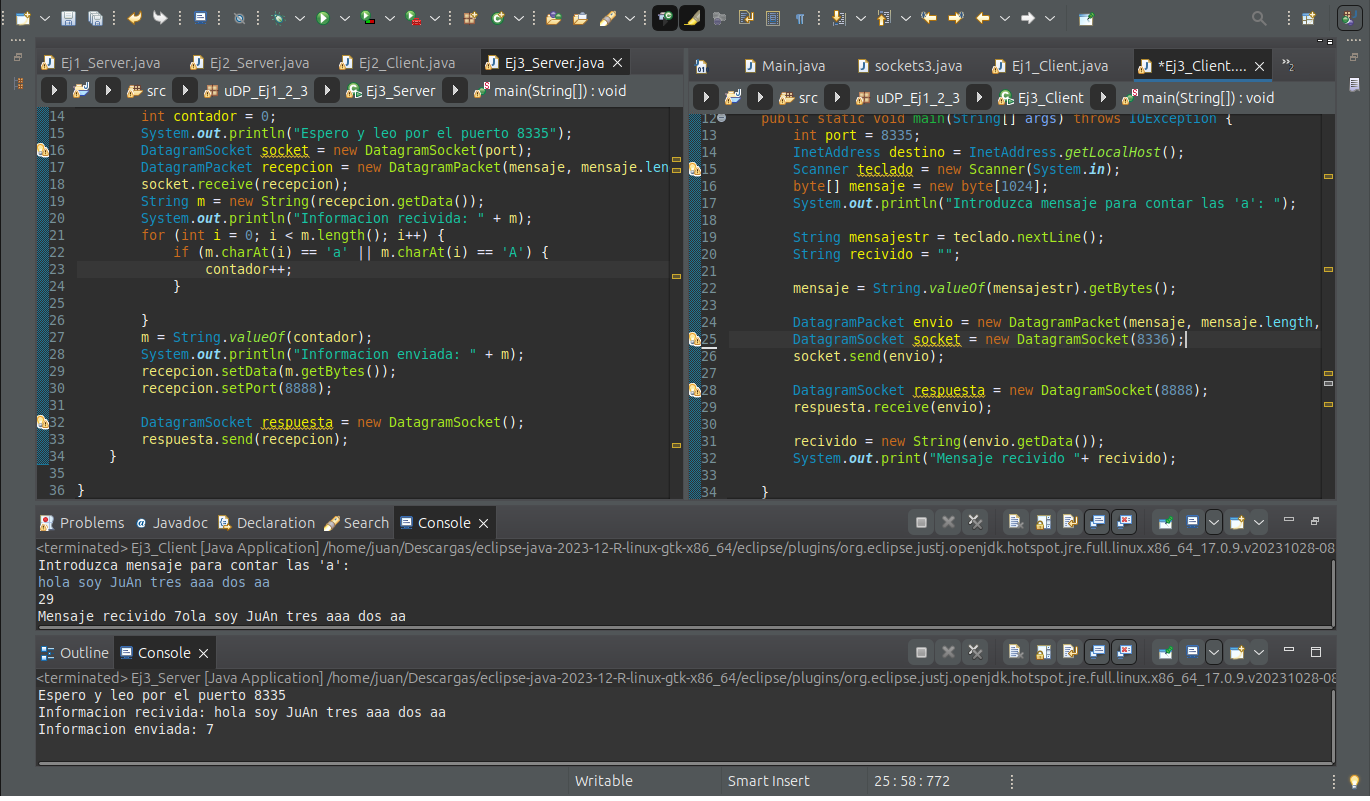 Ej1_Server.java
Ej2_Server.java
Ej2_Client.java
Ej3_Server.java
src
uDP_Ej1_2_3
Ej3_Server
main(String[]) : void
14 int contador = 0;
15 System.out.println("Espero y leo por el puerto 8335");
16 DatagramSocket socket = new DatagramSocket(port);
17 DatagramPacket recepcion = new DatagramPacket(mensaje, mensaje.len
18 socket.receive(recepcion);
19 String m = new String(recepcion.getData());
20 System.out.println("Informacion recivida: " + m);
21 for (int i = 0; i < m.length(); i++) {
22 if (m.charAt(i) == 'a' || m.charAt(i) == 'A') {
23 contador++;
24 }
25
26 }
27 m = String.valueOf(contador);
28 System.out.println("Informacion enviada: " + m);
29 recepcion.setData(m.getBytes());
30 recepcion.setPort(8888);
31
32 DatagramSocket respuesta = new DatagramSocket();
33 respuesta.send(recepcion);
34 }
35
36 }
Main.java
sockets3.java
Ej1_Client.java
*Ej3_Client....
»2
src
uDP_Ej1_2_3
Ej3_Client
main(String[]) : void
12 public static void main(String[] args) throws IOException {
13 int port = 8335;
14 InetAddress destino = InetAddress.getLocalHost();
15 Scanner teclado = new Scanner(System.in);
16 byte[] mensaje = new byte[1024];
17 System.out.println("Introduzca mensaje para contar las 'a': ");
18
19 String mensajestr = teclado.nextLine();
20 String recivido = "";
21
22 mensaje = String.valueOf(mensajestr).getBytes();
23
24 DatagramPacket envio = new DatagramPacket(mensaje, mensaje.length,
25 DatagramSocket socket = new DatagramSocket(8336);
26 socket.send(envio);
27
28 DatagramSocket respuesta = new DatagramSocket(8888);
29 respuesta.receive(envio);
30
31 recivido = new String(envio.getData());
32 System.out.print("Mensaje recivido "+ recivido);
33
34 }
Problems
Javadoc
Declaration
Search
Console
<terminated> Ej3_Client [Java Application] /home/juan/Descargas/eclipse-java-2023-12-R-linux-gtk-x86_64/eclipse/plugins/org.eclipse.justj.openjdk.hotspot.jre.full.linux.x86_64_17.0.9.v20231028-08
Introduzca mensaje para contar las 'a':
hola soy JuAn tres aaa dos aa
29
Mensaje recivido 7ola soy JuAn tres aaa dos aa
Outline
Console
<terminated> Ej3_Server [Java Application] /home/juan/Descargas/eclipse-java-2023-12-R-linux-gtk-x86_64/eclipse/plugins/org.eclipse.justj.openjdk.hotspot.jre.full.linux.x86_64_17.0.9.v20231028-08
Espero y leo por el puerto 8335
Informacion recivida: hola soy JuAn tres aaa dos aa
Informacion enviada: 7
Writable
Smart Insert
25 : 58 : 772